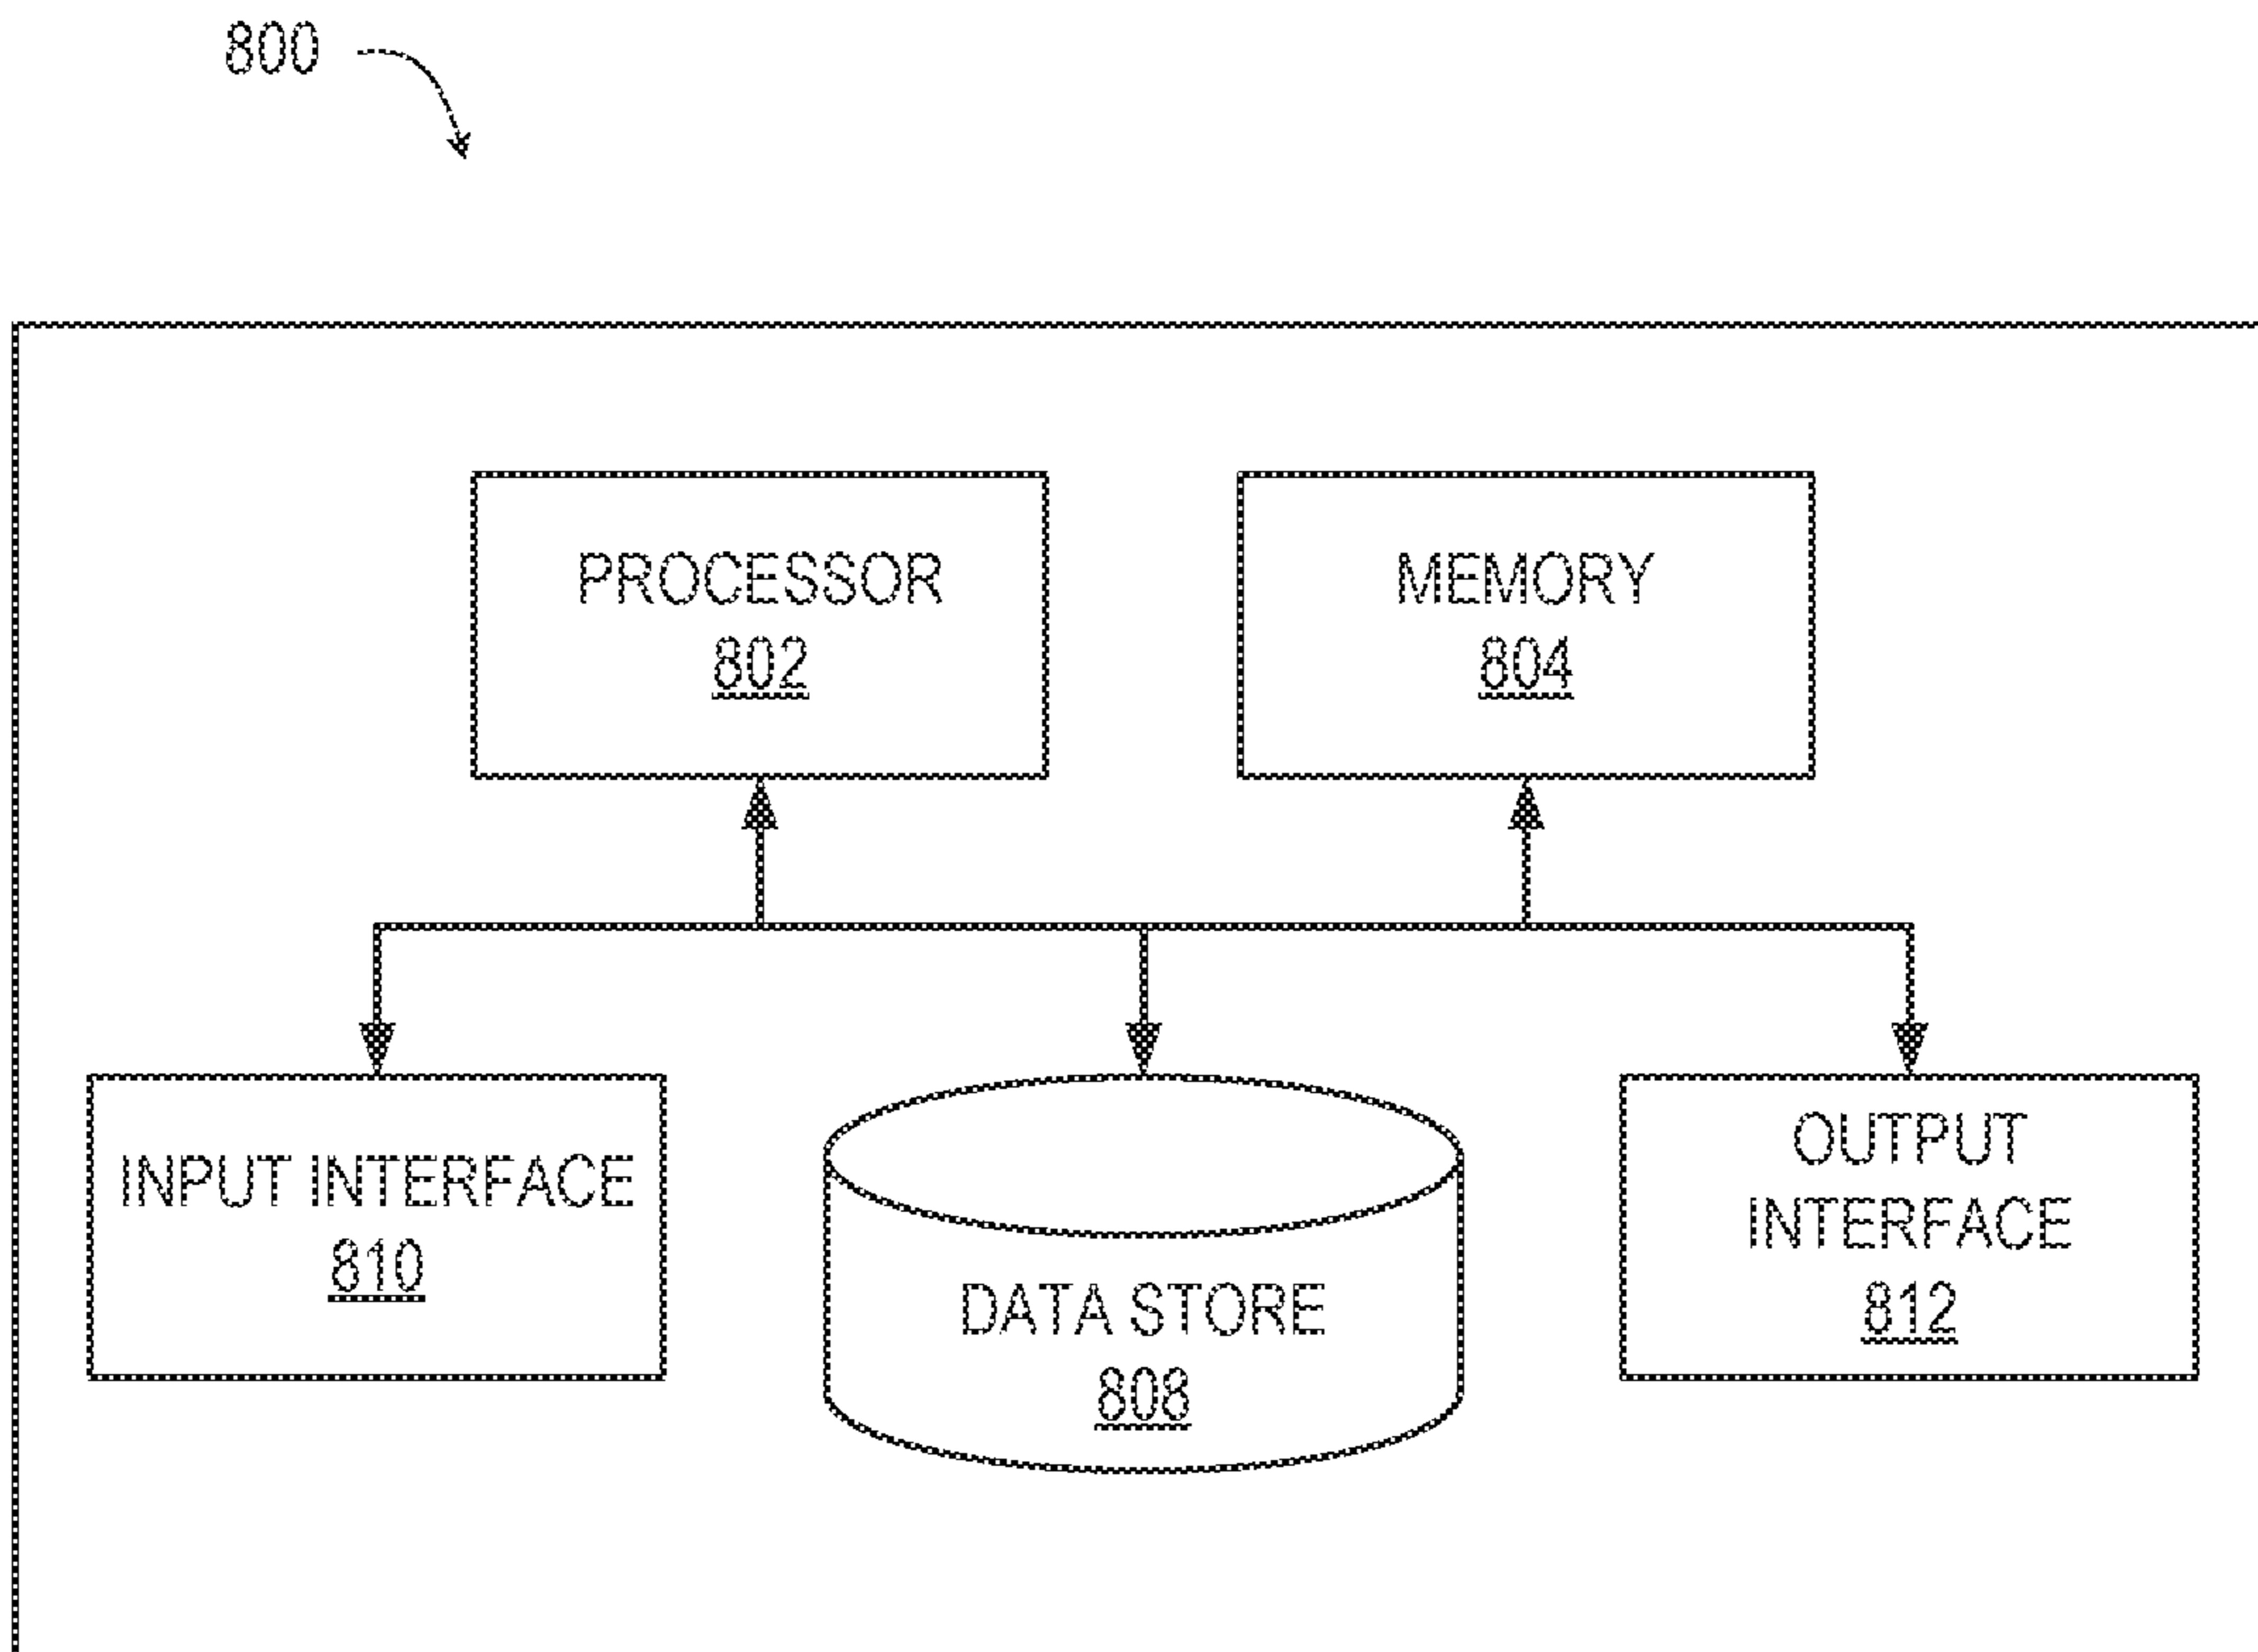 800
PROCESSOR
802
MEMORY
804
INPUT INTERFACE
810
DATA STORE
808
OUTPUT
INTERFACE
812